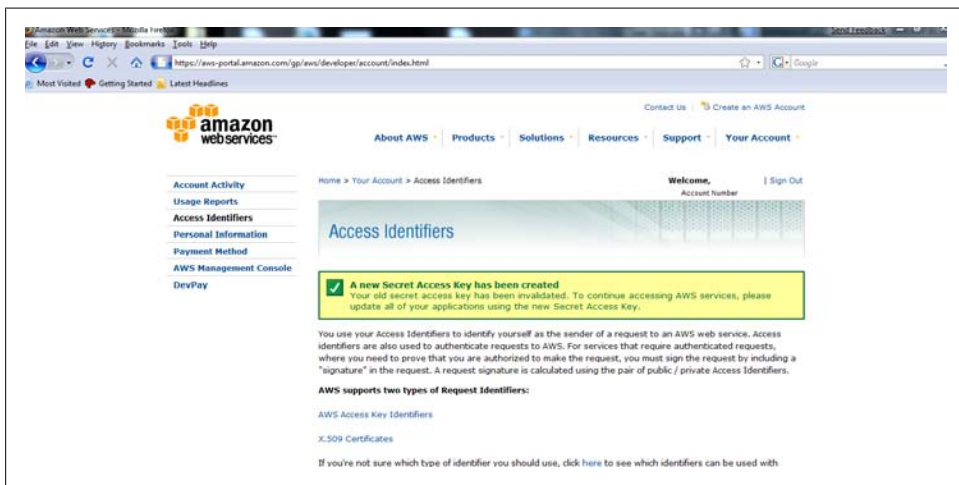 Amazon Web Services - Mozilla Firefox
Send Feedback
File Edit View History Bookmarks Tools Help
https://aws-portal.amazon.com/gp/aws/developer/account/index.html
Google
Most Visited Getting Started Latest Headlines
Contact Us | Create an AWS Account
amazon
webservices™
About AWS Products Solutions Resources Support Your Account
Account Activity
Usage Reports
Access Identifiers
Personal Information
Payment Method
AWS Management Console
DevPay
Home > Your Account > Access Identifiers
Welcome, | Sign Out
Account Number
Access Identifiers
A new Secret Access Key has been created
Your old secret access key has been invalidated. To continue accessing AWS services, please
update all of your applications using the new Secret Access Key.
You use your Access Identifiers to identify yourself as the sender of a request to an AWS web service. Access
identifiers are also used to authenticate requests to AWS. For services that require authenticated requests,
where you need to prove that you are authorized to make the request, you must sign the request by including a
"signature" in the request. A request signature is calculated using the pair of public / private Access Identifiers.
AWS supports two types of Request Identifiers:
AWS Access Key Identifiers
X.509 Certificates
If you're not sure which type of identifier you should use, click here to see which identifiers can be used with